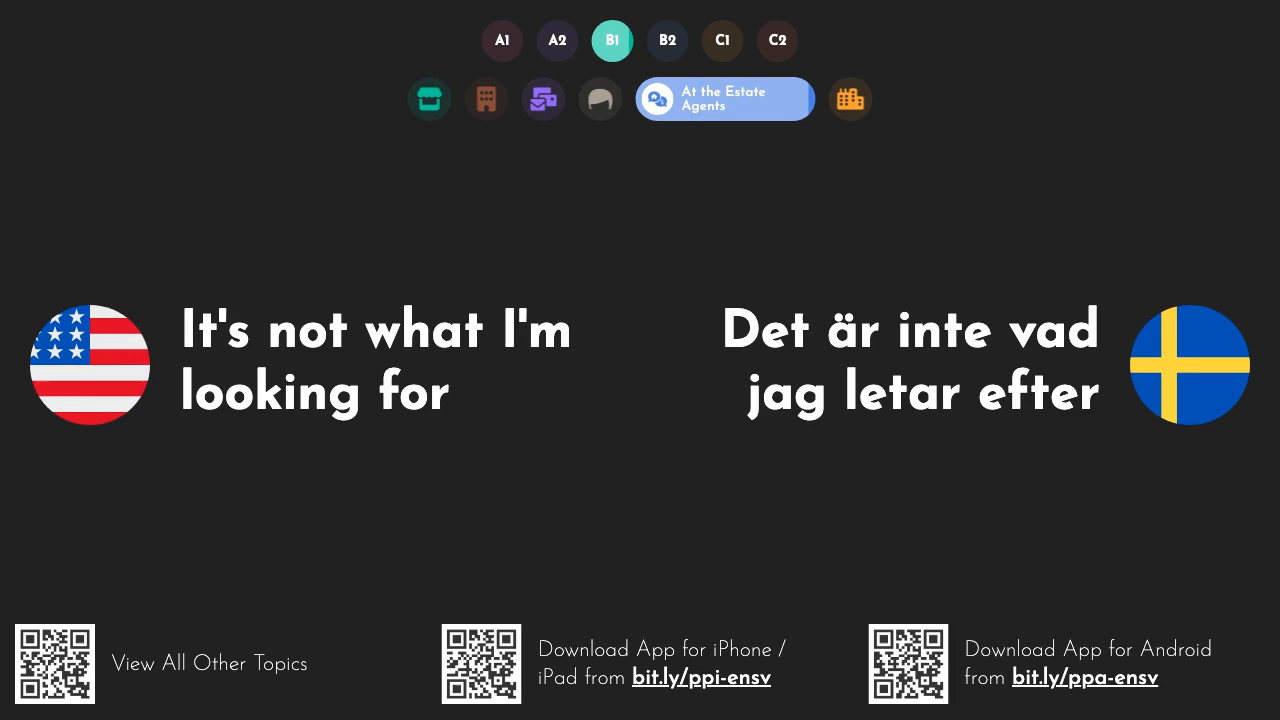 A1 A2 B1 B2 C1 C2
At the Estate
Agents
It's not what I'm
looking for
Det är inte vad
jag letar efter
View All Other Topics
Download App for iPhone /
iPad from bit.ly/ppi-ensv
Download App for Android
from bit.ly/ppa-ensv